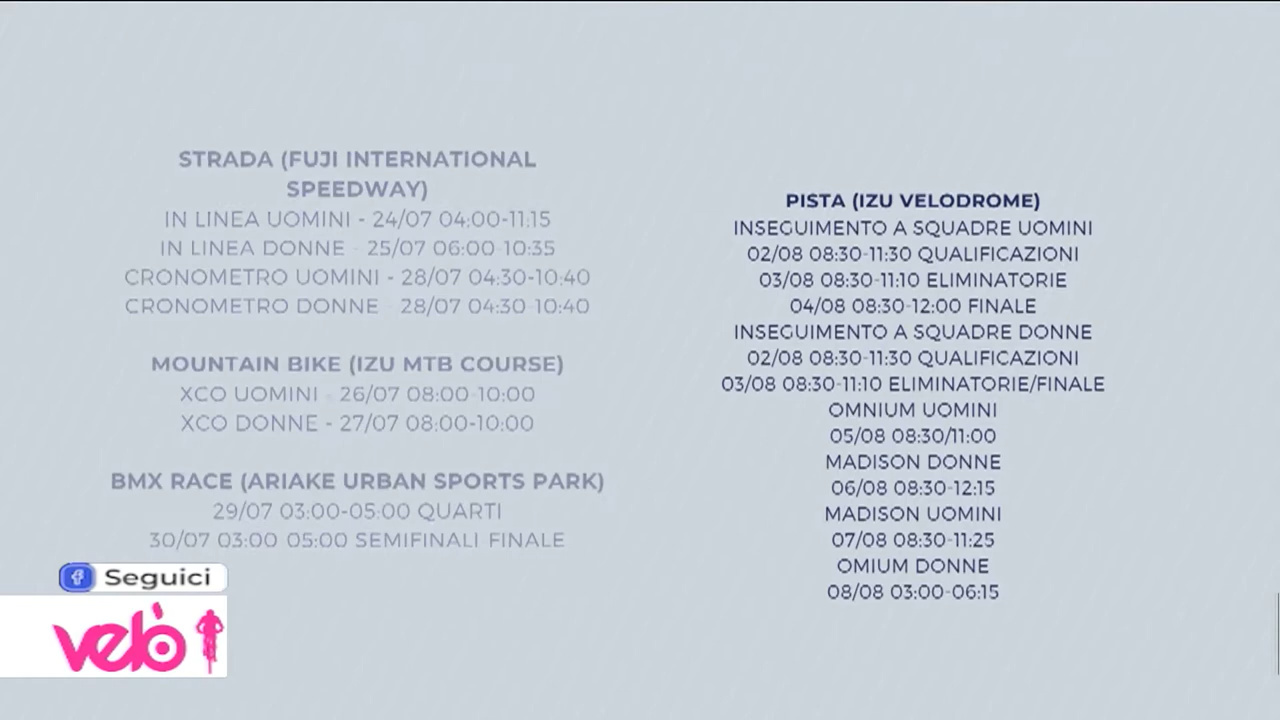 STRADA (FUJI INTERNATIONAL
SPEEDWAY)
IN LINEA UOMINI - 24/07 04:00-11:15
IN LINEA DONNE - 25/07 06:00-10:35
CRONOMETRO UOMINI - 28/07 04:30-10:40
CRONOMETRO DONNE - 28/07 04:30-10:40
MOUNTAIN BIKE (IZU MTB COURSE)
XCO UOMINI - 26/07 08:00-10:00
XCO DONNE - 27/07 08:00-10:00
BMX RACE (ARIAKE URBAN SPORTS PARK)
29/07 03:00-05:00 QUARTI
30/07 03:00-05:00 SEMIFINALI FINALE
PISTA (IZU VELODROME)
INSEGUIMENTO A SQUADRE UOMINI
02/08 08:30-11:30 QUALIFICAZIONI
03/08 08:30-11:10 ELIMINATORIE
04/08 08:30-12:00 FINALE
INSEGUIMENTO A SQUADRE DONNE
02/08 08:30-11:30 QUALIFICAZIONI
03/08 08:30-11:10 ELIMINATORIE/FINALE
OMNIUM UOMINI
05/08 08:30/11:00
MADISON DONNE
06/08 08:30-12:15
MADISON UOMINI
07/08 08:30-11:25
OMIUM DONNE
08/08 03:00-06:15
Seguici
velò